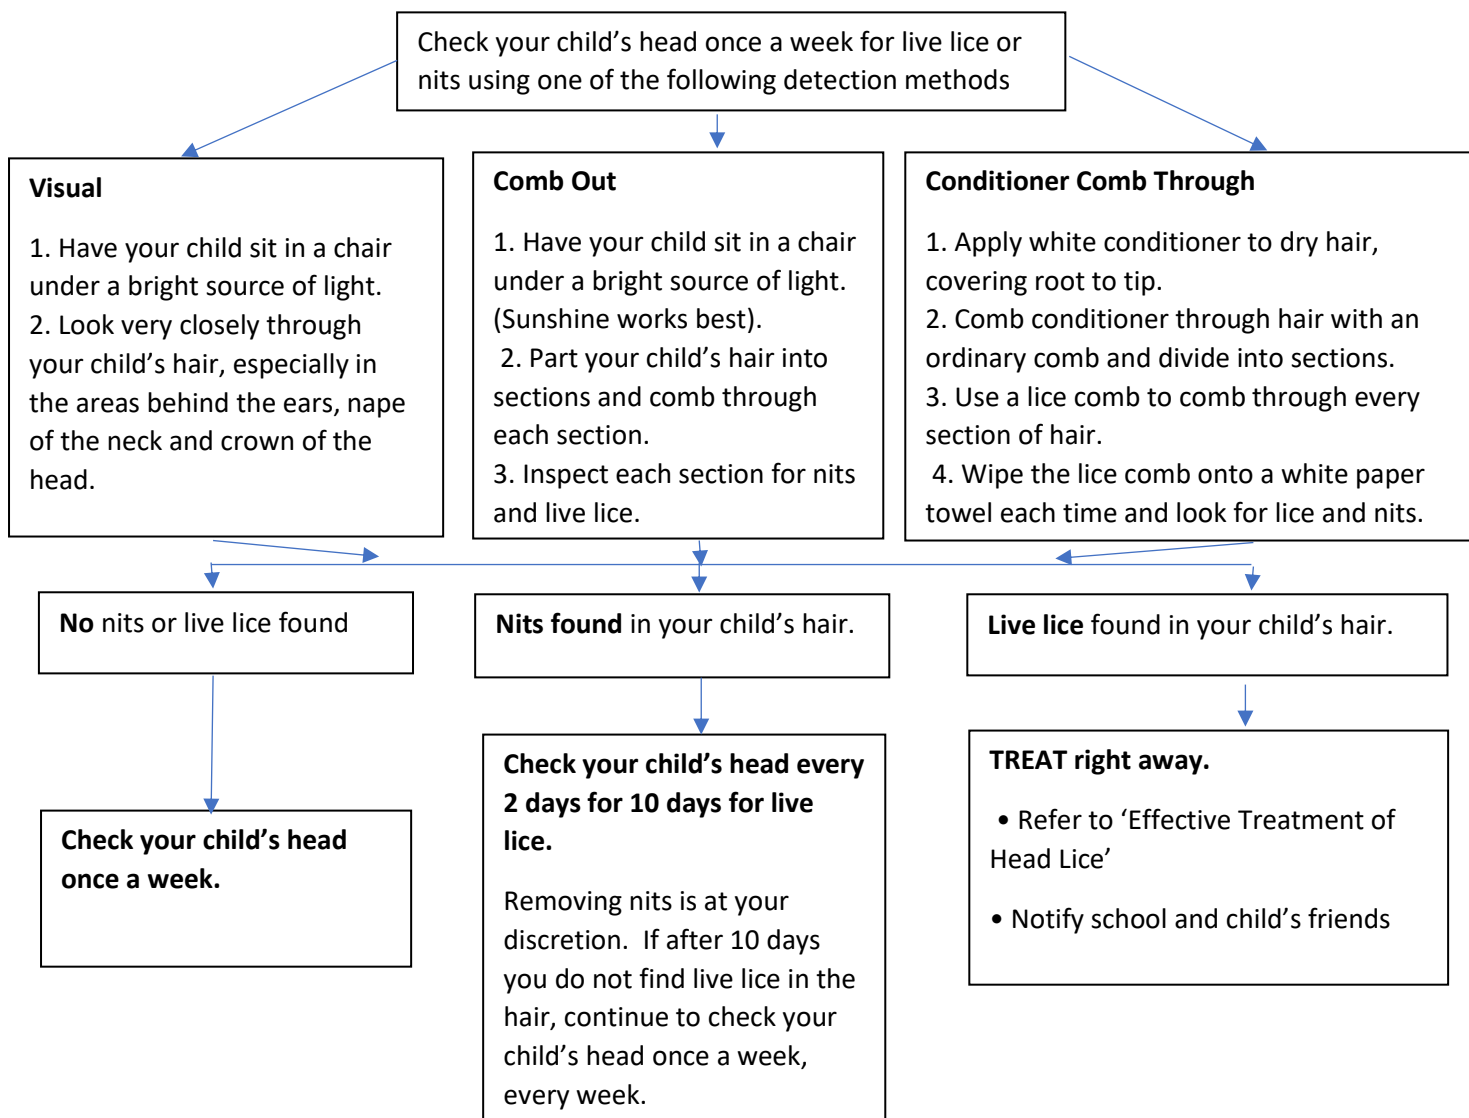 Check your child’s head once a week for live lice or
nits using one of the following detection methods
Visual
1. Have your child sit in a chair
under a bright source of light.
2. Look very closely through
your child’s hair, especially in
the areas behind the ears, nape
of the neck and crown of the
head.
Comb Out
1. Have your child sit in a chair
under a bright source of light.
(Sunshine works best).
2. Part your child’s hair into
sections and comb through
each section.
3. Inspect each section for nits
and live lice.
Conditioner Comb Through
1. Apply white conditioner to dry hair,
covering root to tip.
2. Comb conditioner through hair with an
ordinary comb and divide into sections.
3. Use a lice comb to comb through every
section of hair.
4. Wipe the lice comb onto a white paper
towel each time and look for lice and nits.
No nits or live lice found
Nits found in your child’s hair.
Live lice found in your child’s hair.
Check your child’s head
once a week.
Check your child’s head every
2 days for 10 days for live
lice.
Removing nits is at your
discretion.  If after 10 days
you do not find live lice in the
hair, continue to check your
child’s head once a week,
every week.
TREAT right away.
• Refer to ‘Effective Treatment of
Head Lice’
• Notify school and child’s friends